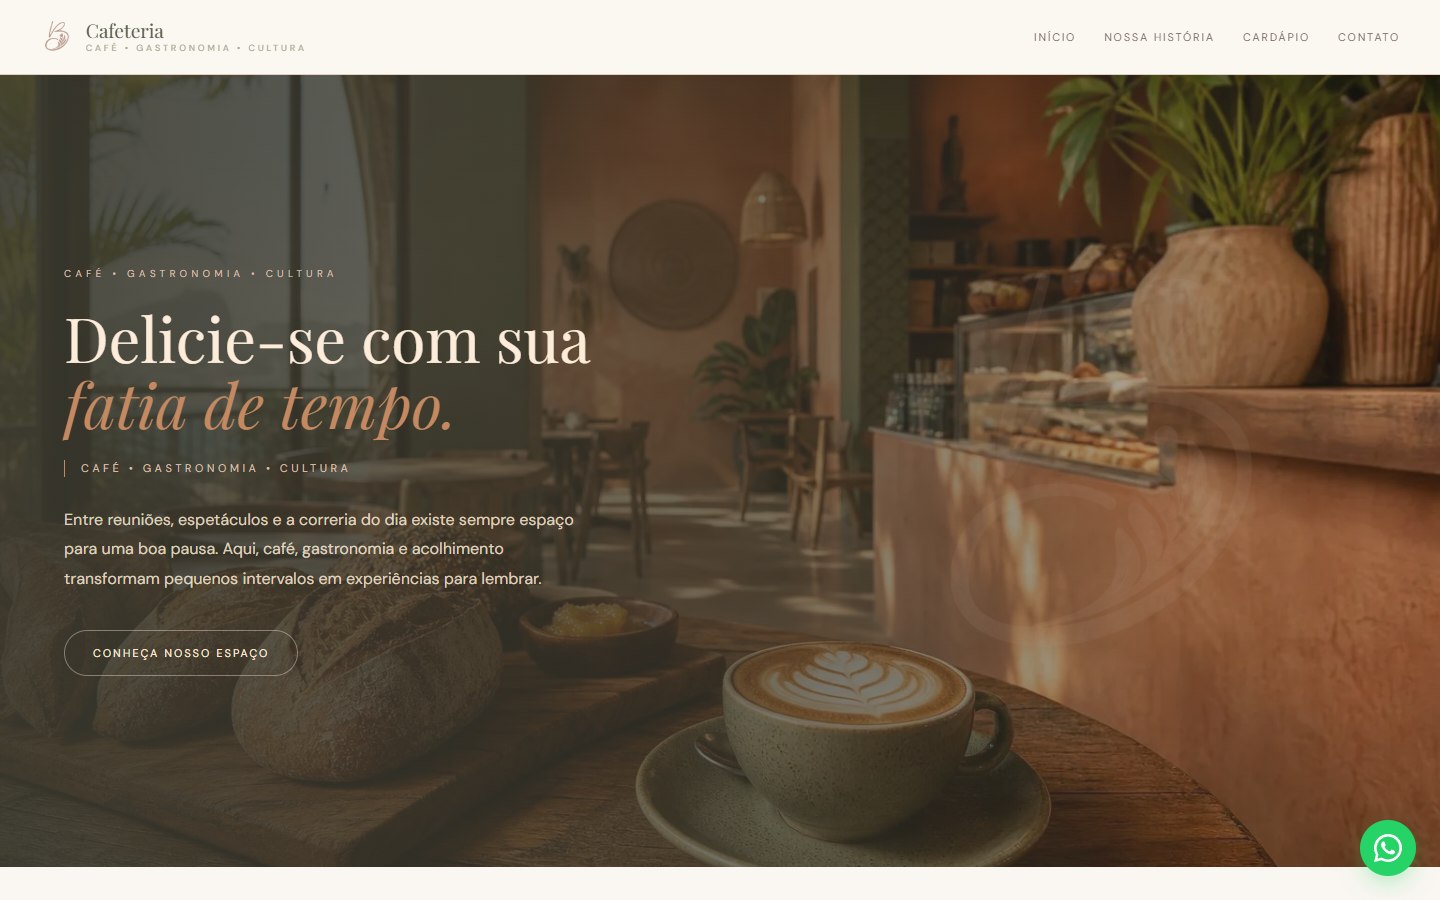 Cafeteria
CAFÉ • GASTRONOMIA • CULTURA
INÍCIO
NOSSA HISTÓRIA
CARDÁPIO
CONTATO
CAFÉ • GASTRONOMIA • CULTURA
Delicie-se com sua
fatia de tempo.
CAFÉ • GASTRONOMIA • CULTURA
Entre reuniões, espetáculos e a correria do dia existe sempre espaço
para uma boa pausa. Aqui, café, gastronomia e acolhimento
transformam pequenos intervalos em experiências para lembrar.
CONHEÇA NOSSO ESPAÇO